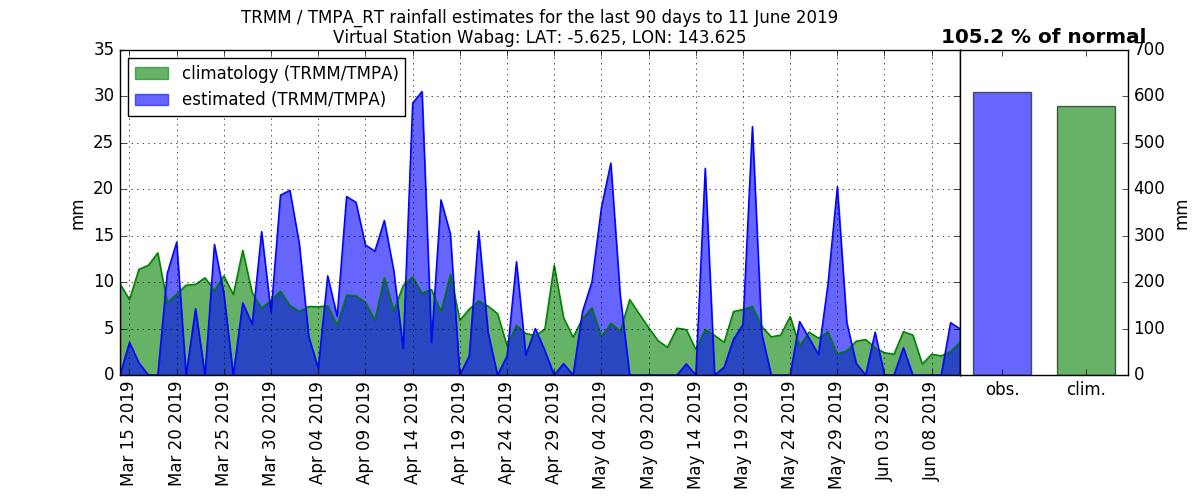 TRMM / TMPA_RT rainfall estimates for the last 90 days to 11 June 2019
Virtual Station Wabag: LAT: -5.625, LON: 143.625
105.2 % of normal
climatology (TRMM/TMPA)
estimated (TRMM/TMPA)
mm
35
30
25
20
15
10
5
0
Mar 15 2019
Mar 20 2019
Mar 25 2019
Mar 30 2019
Apr 04 2019
Apr 09 2019
Apr 14 2019
Apr 19 2019
Apr 24 2019
Apr 29 2019
May 04 2019
May 09 2019
May 14 2019
May 19 2019
May 24 2019
May 29 2019
Jun 03 2019
Jun 08 2019
700
600
500
400
300
200
100
0
mm
obs.
clim.